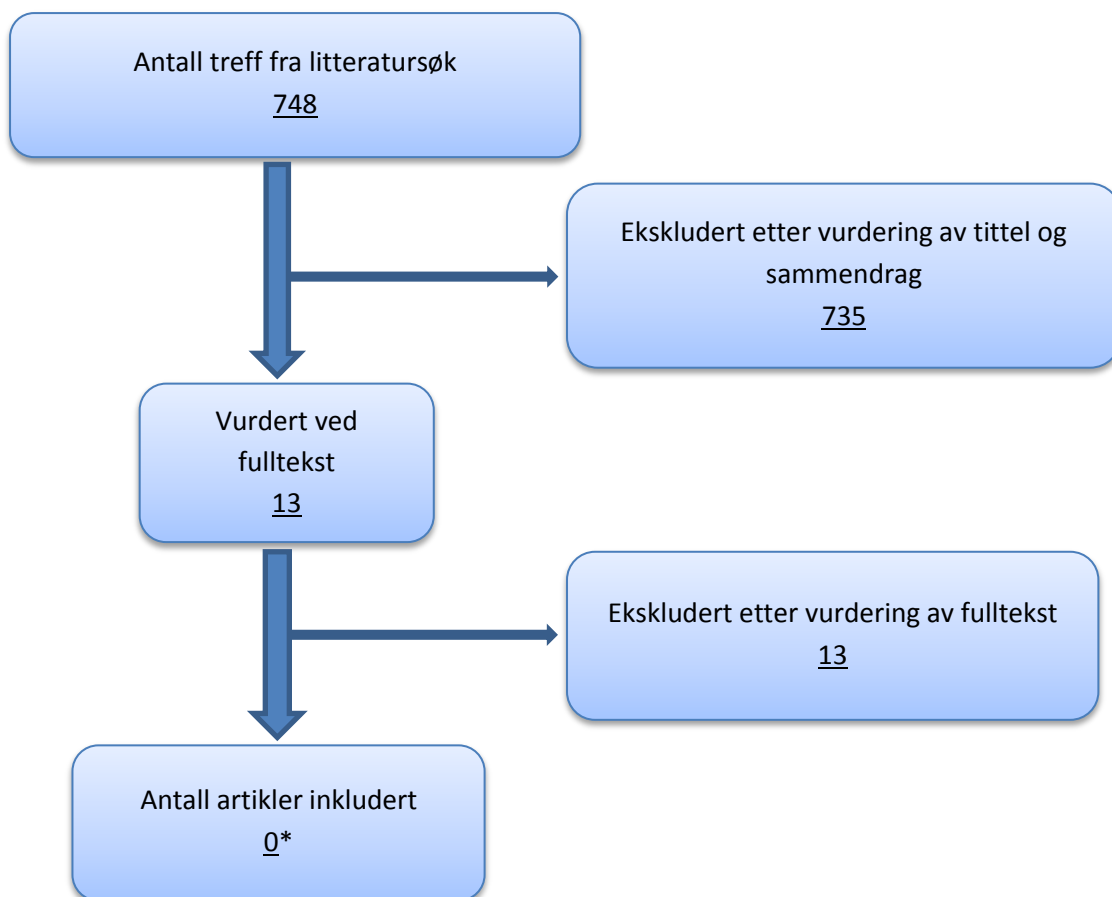 Antall treff fra litteratursøk
748
Ekskludert etter vurdering av tittel og
sammendrag
735
Vurdert ved
fulltekst
13
Ekskludert etter vurdering av fulltekst
13
Antall artikler inkludert
0*